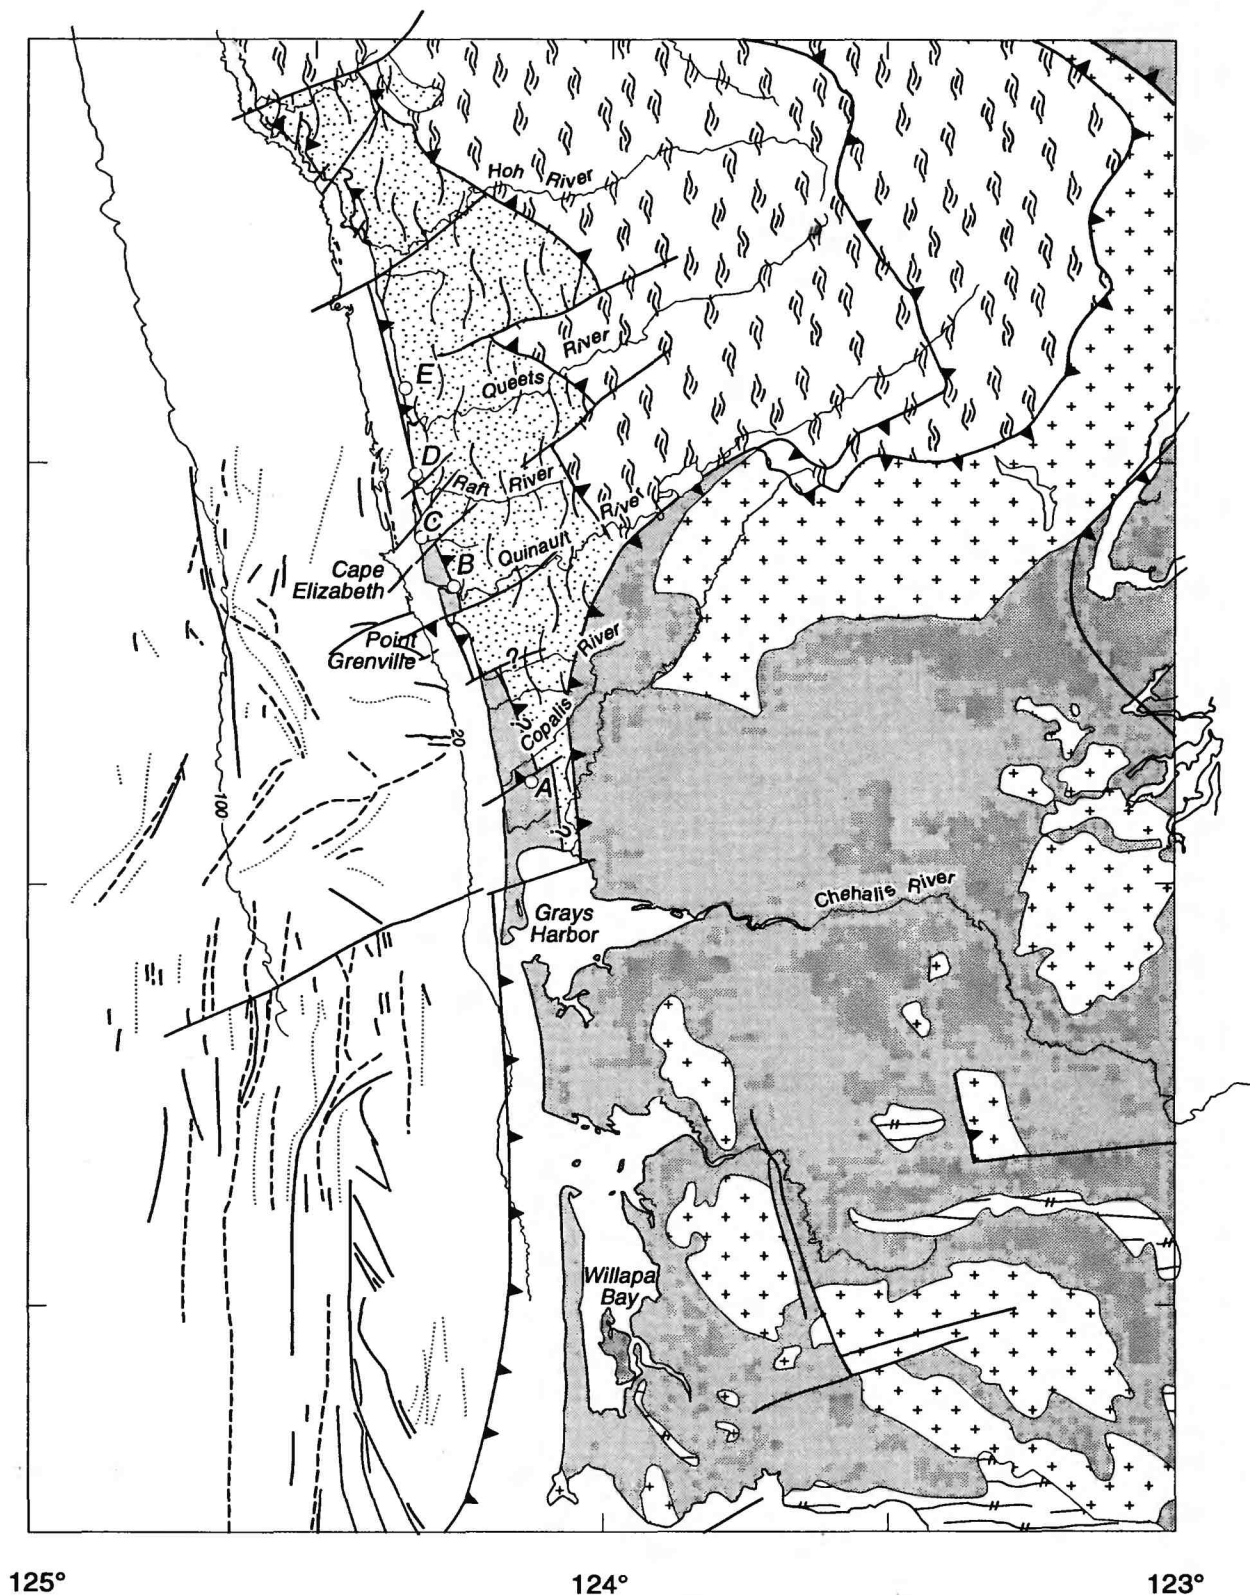 Hoh River
River
Queets
E
D
Raft River
C
River
Quinault
B
Cape
Elizabeth
Point
Grenville
River
?
20
?
Copalis
A
100
?
Chehalis River
Grays
Harbor
Willapa
Bay
125°
124°
123°